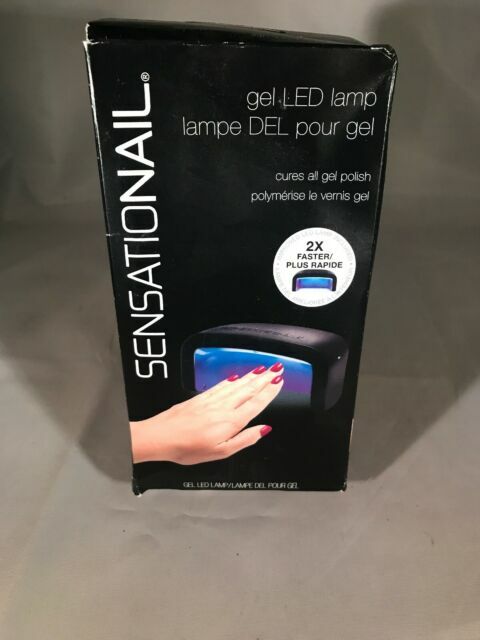 SENSATIONAIL®
gel LED lamp
lampe DEL pour gel
cures all gel polish
polymérise le vernis gel
2X
FASTER/
PLUS RAPIDE
GEL LED LAMP/LAMPE DEL POUR GEL